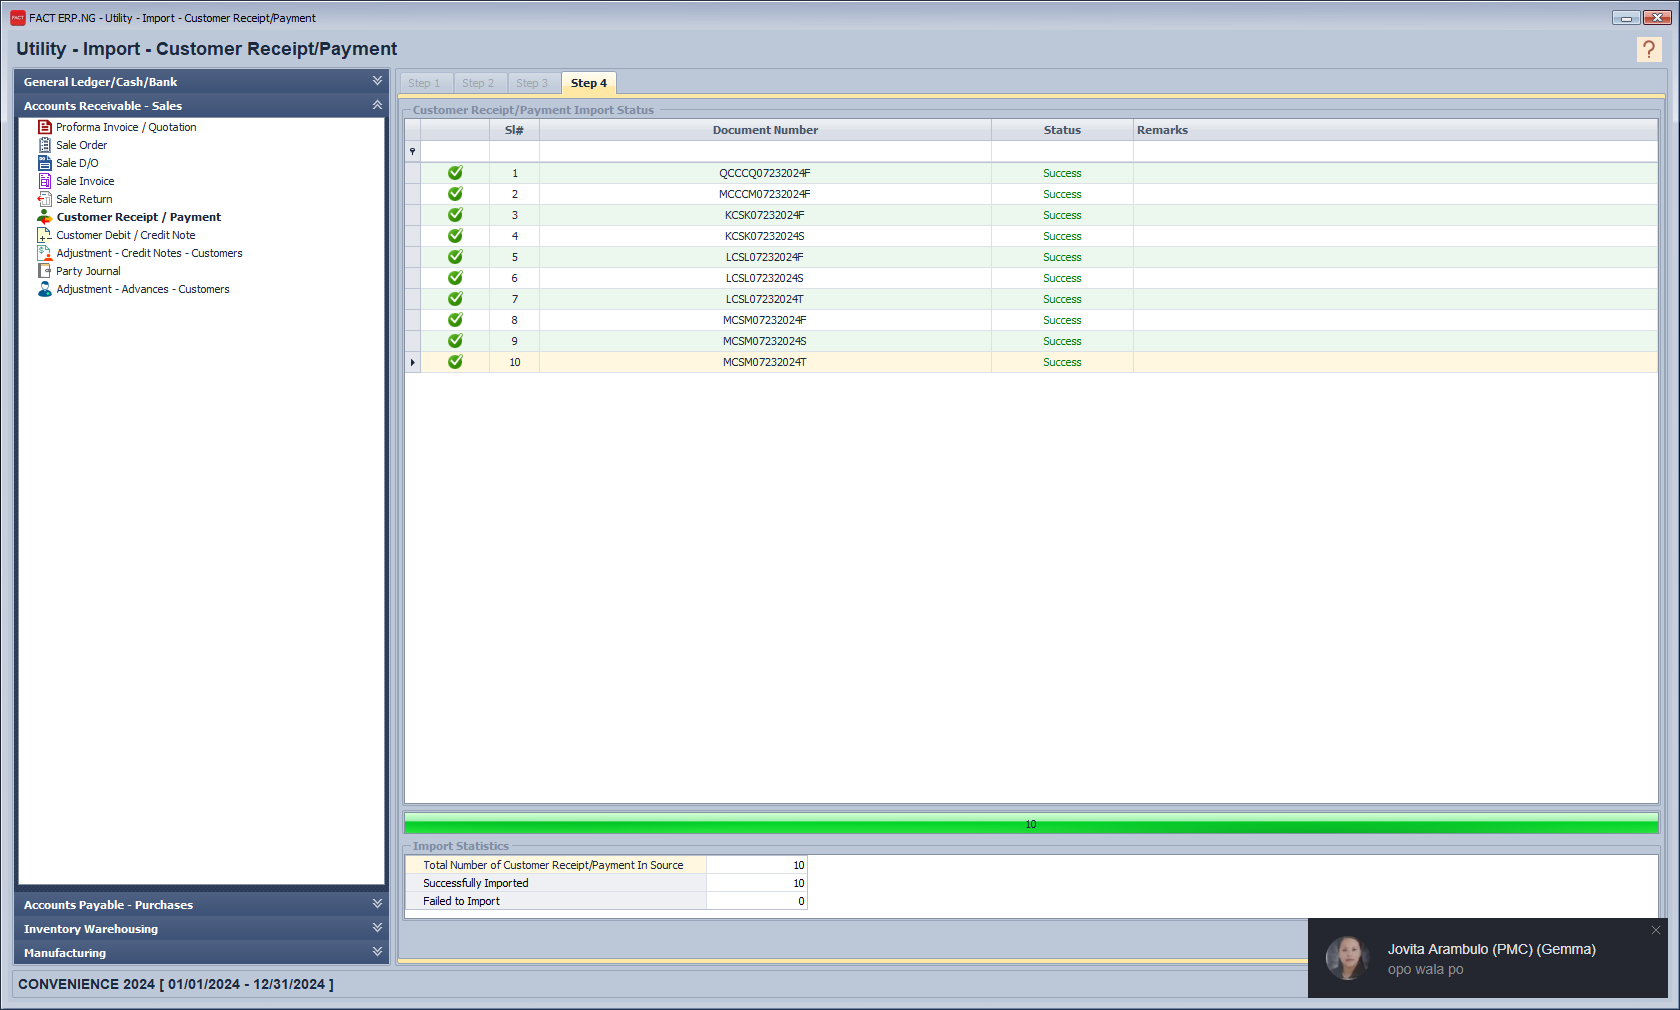 FACT ERP.NG - Utility - Import - Customer Receipt/Payment
Utility - Import - Customer Receipt/Payment
?
General Ledger/Cash/Bank
Accounts Receivable - Sales
Proforma Invoice / Quotation
Sale Order
Sale D/O
Sale Invoice
Sale Return
Customer Receipt / Payment
Customer Debit / Credit Note
Adjustment - Credit Notes - Customers
Party Journal
Adjustment - Advances - Customers
Accounts Payable - Purchases
Inventory Warehousing
Manufacturing
Step 1 Step 2 Step 3 Step 4
Customer Receipt/Payment Import Status
Sl# Document Number Status Remarks
1 QCCCQ07232024F Success
2 MCCCM07232024F Success
3 KCSK07232024F Success
4 KCSK07232024S Success
5 LCSL07232024F Success
6 LCSL07232024S Success
7 LCSL07232024T Success
8 MCSM07232024F Success
9 MCSM07232024S Success
10 MCSM07232024T Success
10
Import Statistics
Total Number of Customer Receipt/Payment In Source 10
Successfully Imported 10
Failed to Import 0
Jovita Arambulo (PMC) (Gemma)
opo wala po
CONVENIENCE 2024 [ 01/01/2024 - 12/31/2024 ]